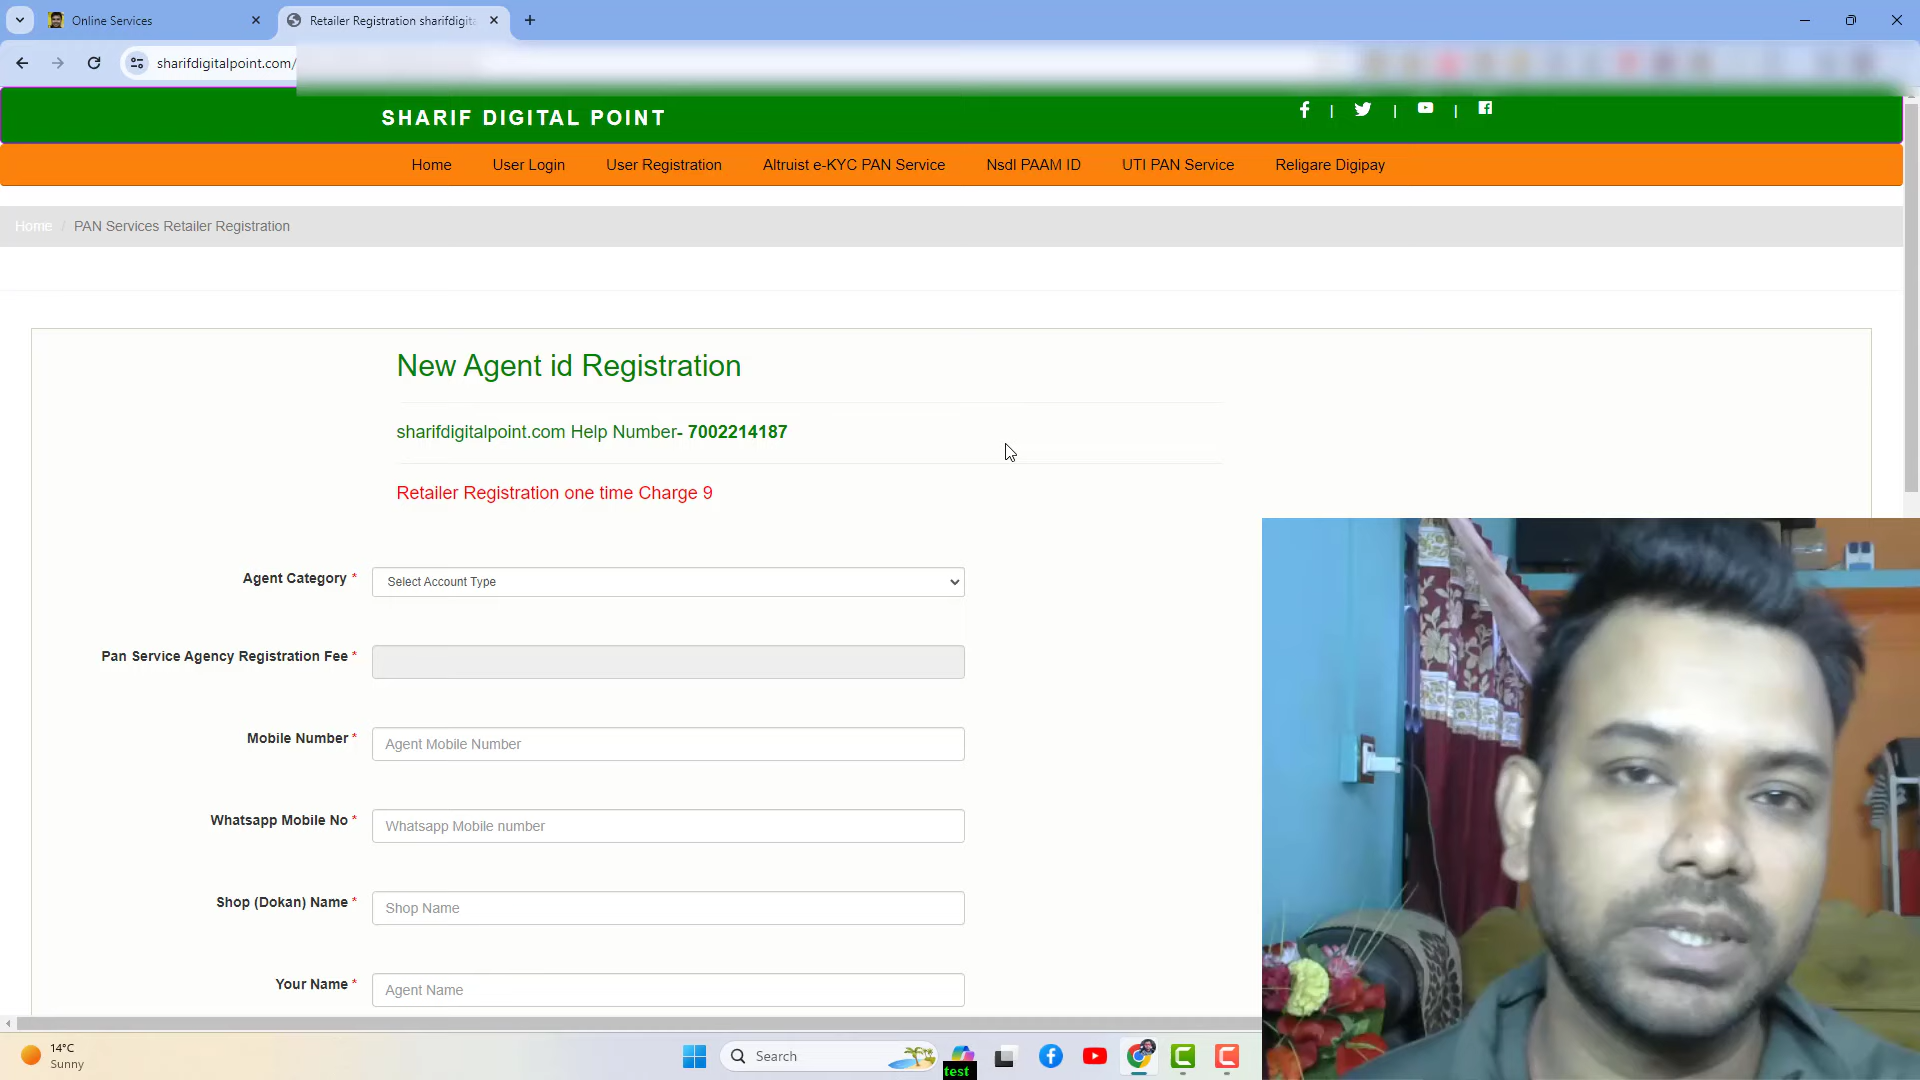 Online Services
Retailer Registration sharifdigita
sharifdigitalpoint.com/
SHARIF DIGITAL POINT
| | |
Home User Login User Registration Altruist e-KYC PAN Service Nsdl PAAM ID UTI PAN Service Religare Digipay
Home / PAN Services Retailer Registration
New Agent id Registration
sharifdigitalpoint.com Help Number- 7002214187
Retailer Registration one time Charge 9
Agent Category * Select Account Type
Pan Service Agency Registration Fee *
Mobile Number * Agent Mobile Number
Whatsapp Mobile No * Whatsapp Mobile number
Shop (Dokan) Name * Shop Name
Your Name * Agent Name
14°C
Sunny
Search
test